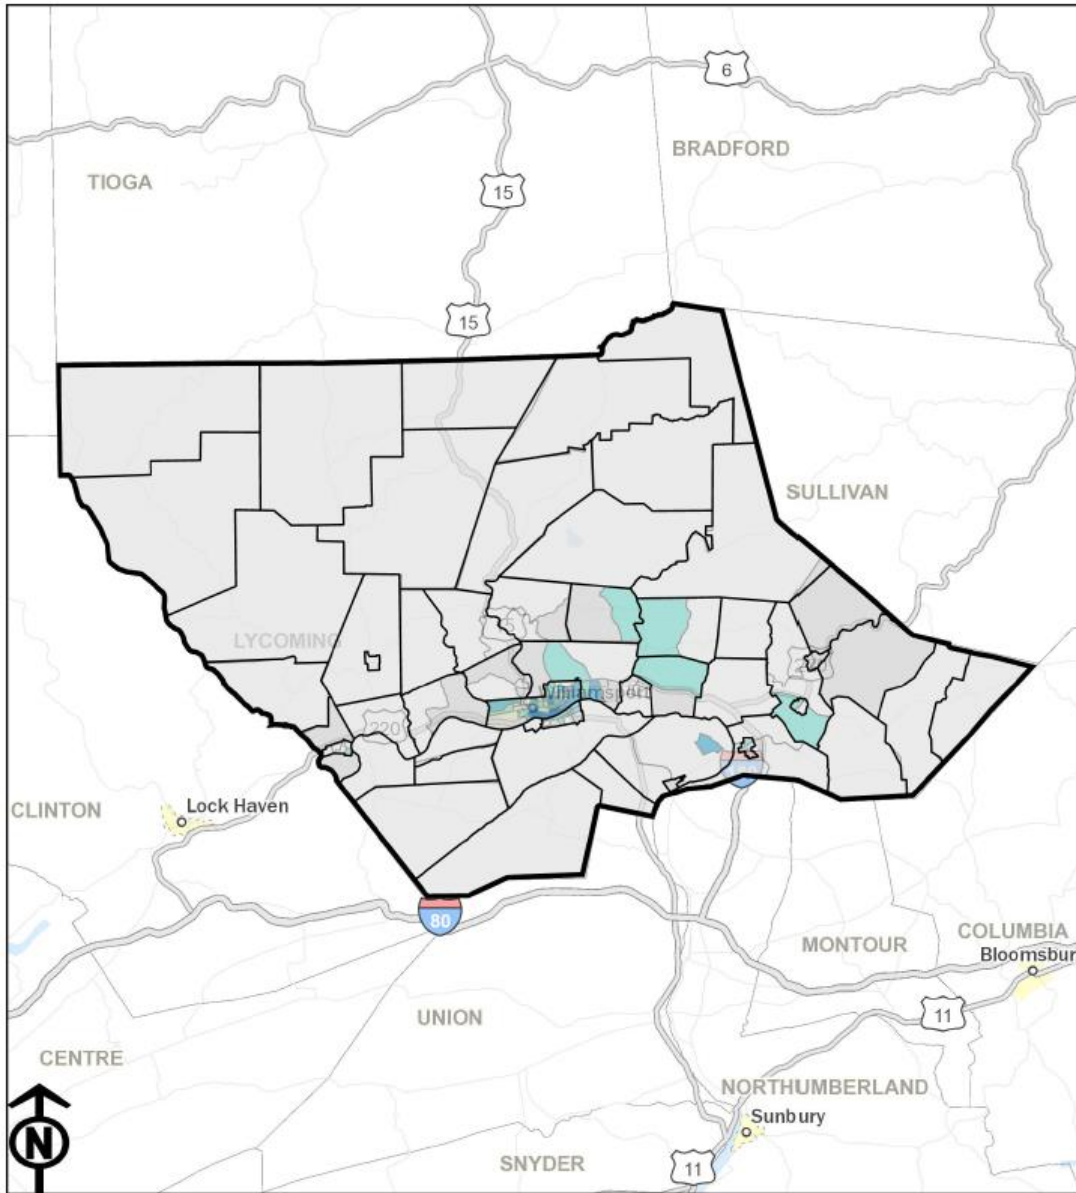 6
BRADFORD
TIOGA
15
15
SULLIVAN
LYCOMING
Williamsport
220
CLINTON
Lock Haven
80
MONTOUR
COLUMBIA
Bloomsbur
11
UNION
CENTRE
NORTHUMBERLAND
Sunbury
N
SNYDER
11